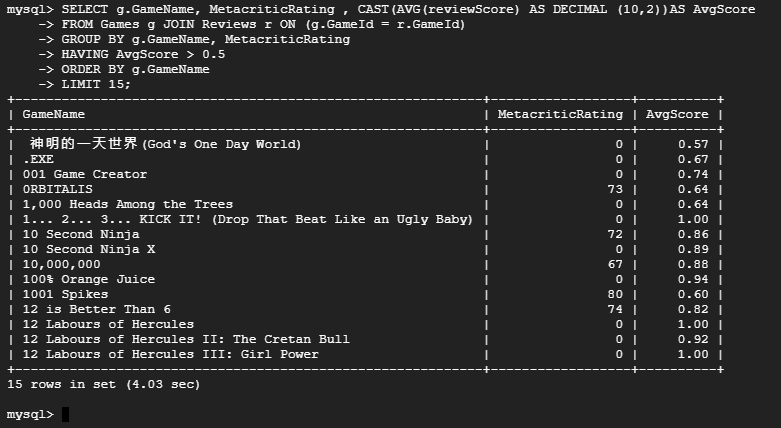 mysql> SELECT g.GameName, MetacriticRating , CAST(AVG(reviewScore) AS DECIMAL (10,2))AS AvgScore
    -> FROM Games g JOIN Reviews r ON (g.GameId = r.GameId)
    -> GROUP BY g.GameName, MetacriticRating
    -> HAVING AvgScore > 0.5
    -> ORDER BY g.GameName
    -> LIMIT 15;
+---------------------------------------------------------------+-------------------+----------+
| GameName                                                      | MetacriticRating | AvgScore |
+---------------------------------------------------------------+-------------------+----------+
|  神明的一天世界(God's One Day World)                         |                0 |     0.57 |
| .EXE                                                          |                0 |     0.67 |
| 001 Game Creator                                              |                0 |     0.74 |
| 0RBITALIS                                                     |               73 |     0.64 |
| 1,000 Heads Among the Trees                                   |                0 |     0.64 |
| 1... 2... 3... KICK IT! (Drop That Beat Like an Ugly Baby)    |                0 |     1.00 |
| 10 Second Ninja                                               |               72 |     0.86 |
| 10 Second Ninja X                                             |                0 |     0.89 |
| 10,000,000                                                    |               67 |     0.88 |
| 100% Orange Juice                                             |                0 |     0.94 |
| 1001 Spikes                                                   |               80 |     0.60 |
| 12 is Better Than 6                                           |               74 |     0.82 |
| 12 Labours of Hercules                                        |                0 |     1.00 |
| 12 Labours of Hercules II: The Cretan Bull                    |                0 |     0.92 |
| 12 Labours of Hercules III: Girl Power                        |                0 |     1.00 |
+---------------------------------------------------------------+-------------------+----------+
15 rows in set (4.03 sec)
mysql>